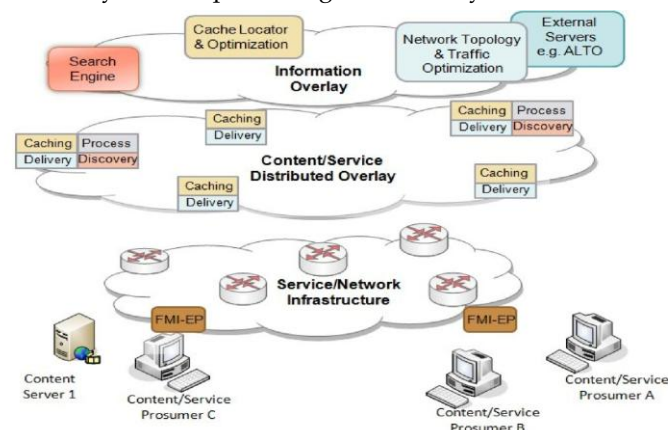 Cache Locator
& Optimization
External
Servers
e.g. ALTO
Search
Engine
Network Topology
& Traffic
Optimization
Information
Overlay
Caching
Delivery
Caching Process
Delivery Discovery
Caching Process
Delivery Discovery
Content/Service
Distributed Overlay
Caching
Delivery
Caching
Delivery
Service/Network
Infrastructure
FMI-EP
FMI-EP
Content
Server 1
Content/Service
Prosumer C
Content/Service
Prosumer B
Content/Service
Prosumer A